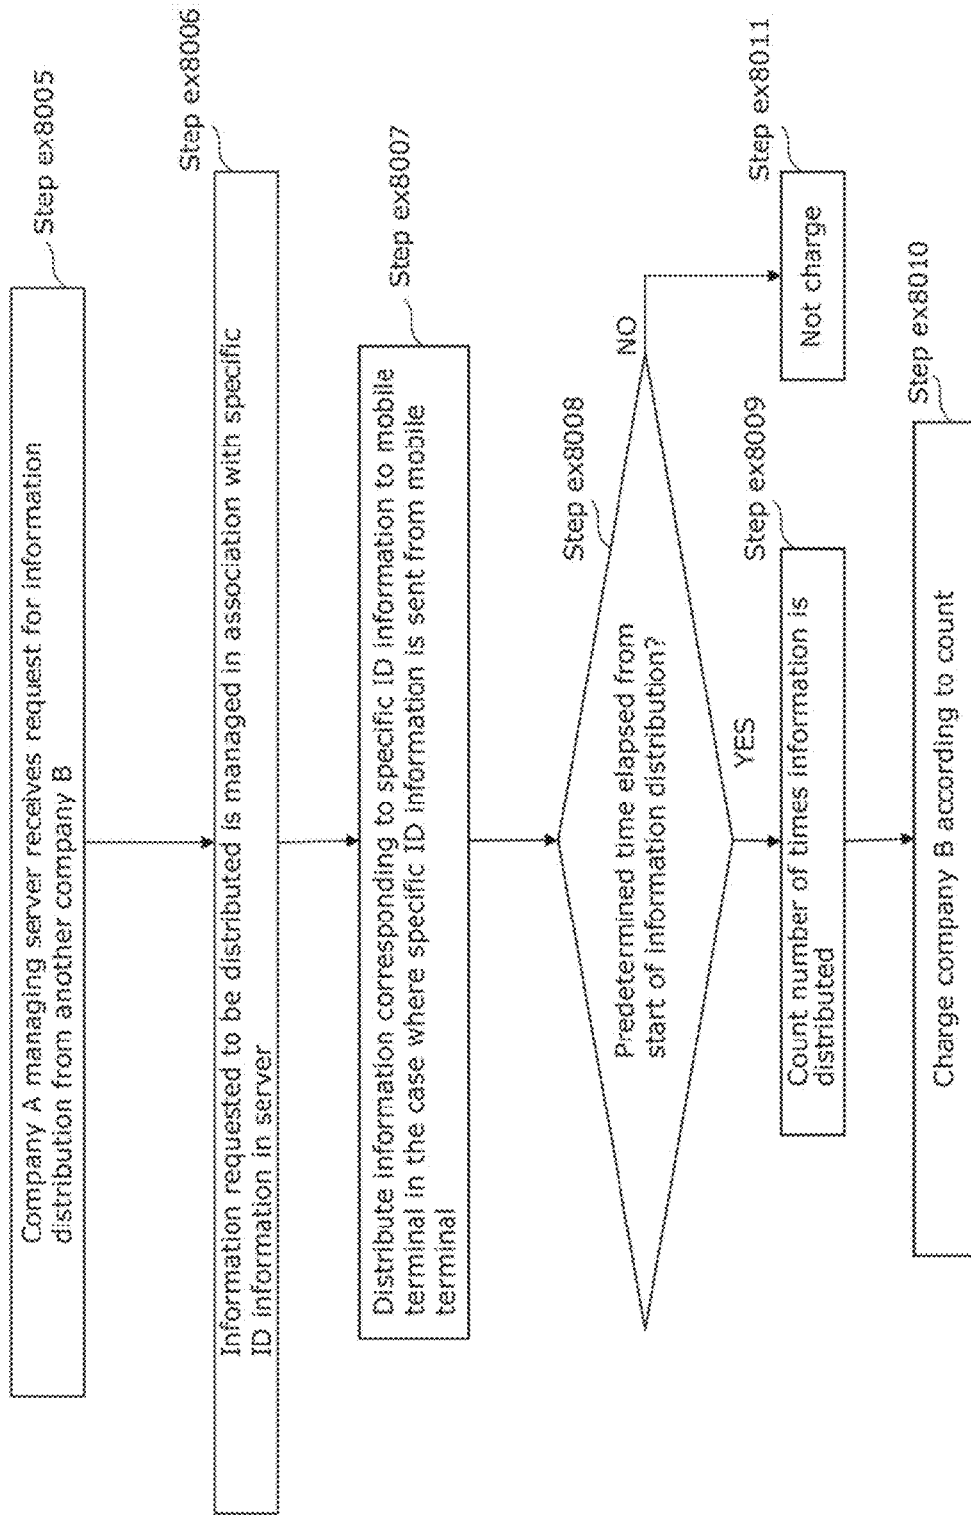 Step ex8005
Company A managing server receives request for information
distribution from another company B
Step ex8006
Information requested to be distributed is managed in association with specific
ID information in server
Step ex8007
Distribute information corresponding to specific ID information to mobile
terminal in the case where specific ID information is sent from mobile
terminal
Step ex8008
Predetermined time elapsed from
start of information distribution?
NO
YES
Step ex8011
Not charge
Step ex8009
Count number of times information is
distributed
Step ex8010
Charge company B according to count